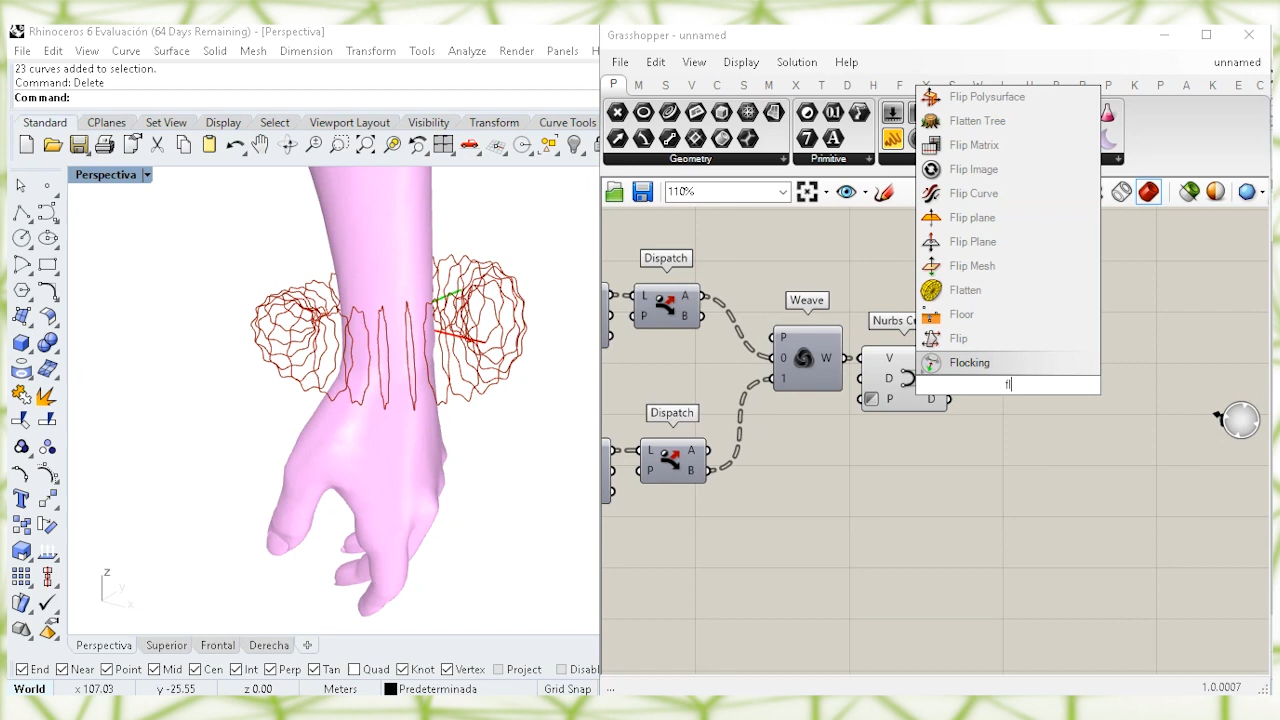 Rhinoceros 6 Evaluación (64 Days Remaining) - [Perspectiva]
File Edit View Curve Surface Solid Mesh Dimension Transform Tools Analyze Render Panels H
23 curves added to selection.
Command: Delete
Command:
Standard CPlanes Set View Display Select Viewport Layout Visibility Transform Curve Tools
Perspectiva
z
y
x
Perspectiva Superior Frontal Derecha
End Near Point Mid Cen Int Perp Tan Quad Knot Vertex Project Disabl
World x 107.03 y -25.55 z 0.00 Meters Predeterminada Grid Snap
Grasshopper - unnamed
File Edit View Display Solution Help unnamed
P M S V C S M X T D H F X R B P A L D E C
Geometry Primitive
110%
Dispatch
L A
P B
Weave
P
0 W
1
Nurbs C
V
D
P D
Dispatch
L A
P B
Flip Polysurface
Flatten Tree
Flip Matrix
Flip Image
Flip Curve
Flip plane
Flip Plane
Flip Mesh
Flatten
Floor
Flip
Flocking
fl
... 1.0.0007